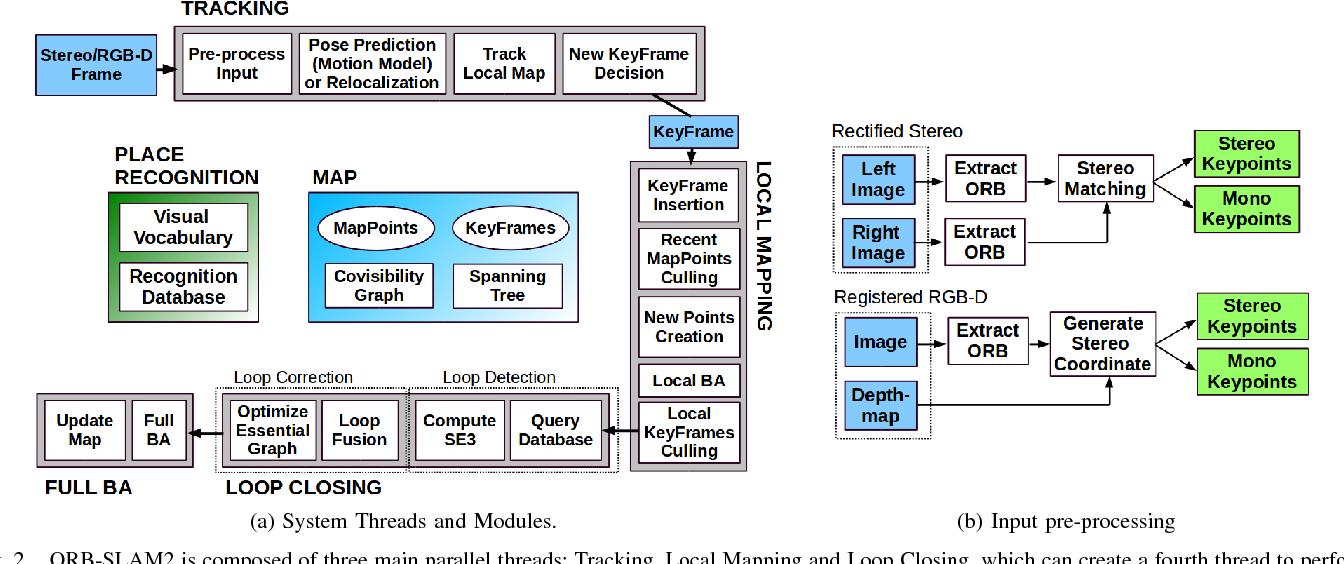 TRACKING
Stereo/RGB-D
Frame
Pre-process
Input
Pose Prediction
(Motion Model)
or Relocalization
Track
Local Map
New KeyFrame
Decision
KeyFrame
PLACE
RECOGNITION
Visual
Vocabulary
Recognition
Database
MAP
MapPoints
KeyFrames
Covisibility
Graph
Spanning
Tree
LOCAL MAPPING
KeyFrame
Insertion
Recent
MapPoints
Culling
New Points
Creation
Local BA
Local
KeyFrames
Culling
Loop Correction
Loop Detection
Optimize
Essential
Graph
Loop
Fusion
Compute
SE3
Query
Database
Update
Map
Full
BA
FULL BA
LOOP CLOSING
(a) System Threads and Modules.
Rectified Stereo
Left
Image
Extract
ORB
Stereo
Matching
Stereo
Keypoints
Mono
Keypoints
Right
Image
Extract
ORB
Registered RGB-D
Image
Extract
ORB
Generate
Stereo
Coordinate
Stereo
Keypoints
Mono
Keypoints
Depth-
map
(b) Input pre-processing
2. ORB-SLAM2 is composed of three main parallel threads: Tracking, Local Mapping and Loop Closing, which can create a fourth thread to perfo